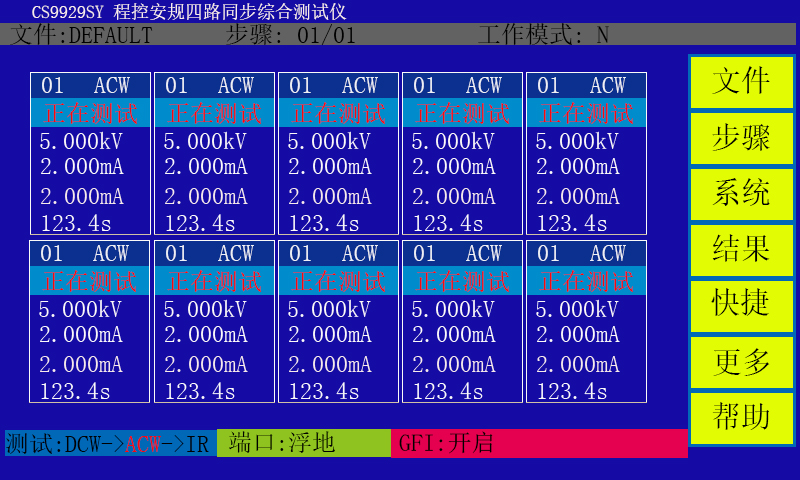 CS9929SY 程控安规四路同步综合测试仪
文件:DEFAULT 步骤: 01/01 工作模式: N
01 ACW 01 ACW 01 ACW 01 ACW 01 ACW
正在测试 正在测试 正在测试 正在测试 正在测试
5.000kV 5.000kV 5.000kV 5.000kV 5.000kV
2.000mA 2.000mA 2.000mA 2.000mA 2.000mA
2.000mA 2.000mA 2.000mA 2.000mA 2.000mA
123.4s 123.4s 123.4s 123.4s 123.4s
01 ACW 01 ACW 01 ACW 01 ACW 01 ACW
正在测试 正在测试 正在测试 正在测试 正在测试
5.000kV 5.000kV 5.000kV 5.000kV 5.000kV
2.000mA 2.000mA 2.000mA 2.000mA 2.000mA
2.000mA 2.000mA 2.000mA 2.000mA 2.000mA
123.4s 123.4s 123.4s 123.4s 123.4s
文件
步骤
系统
结果
快捷
更多
帮助
测试:DCW->ACW->IR 端口:浮地 GFI:开启